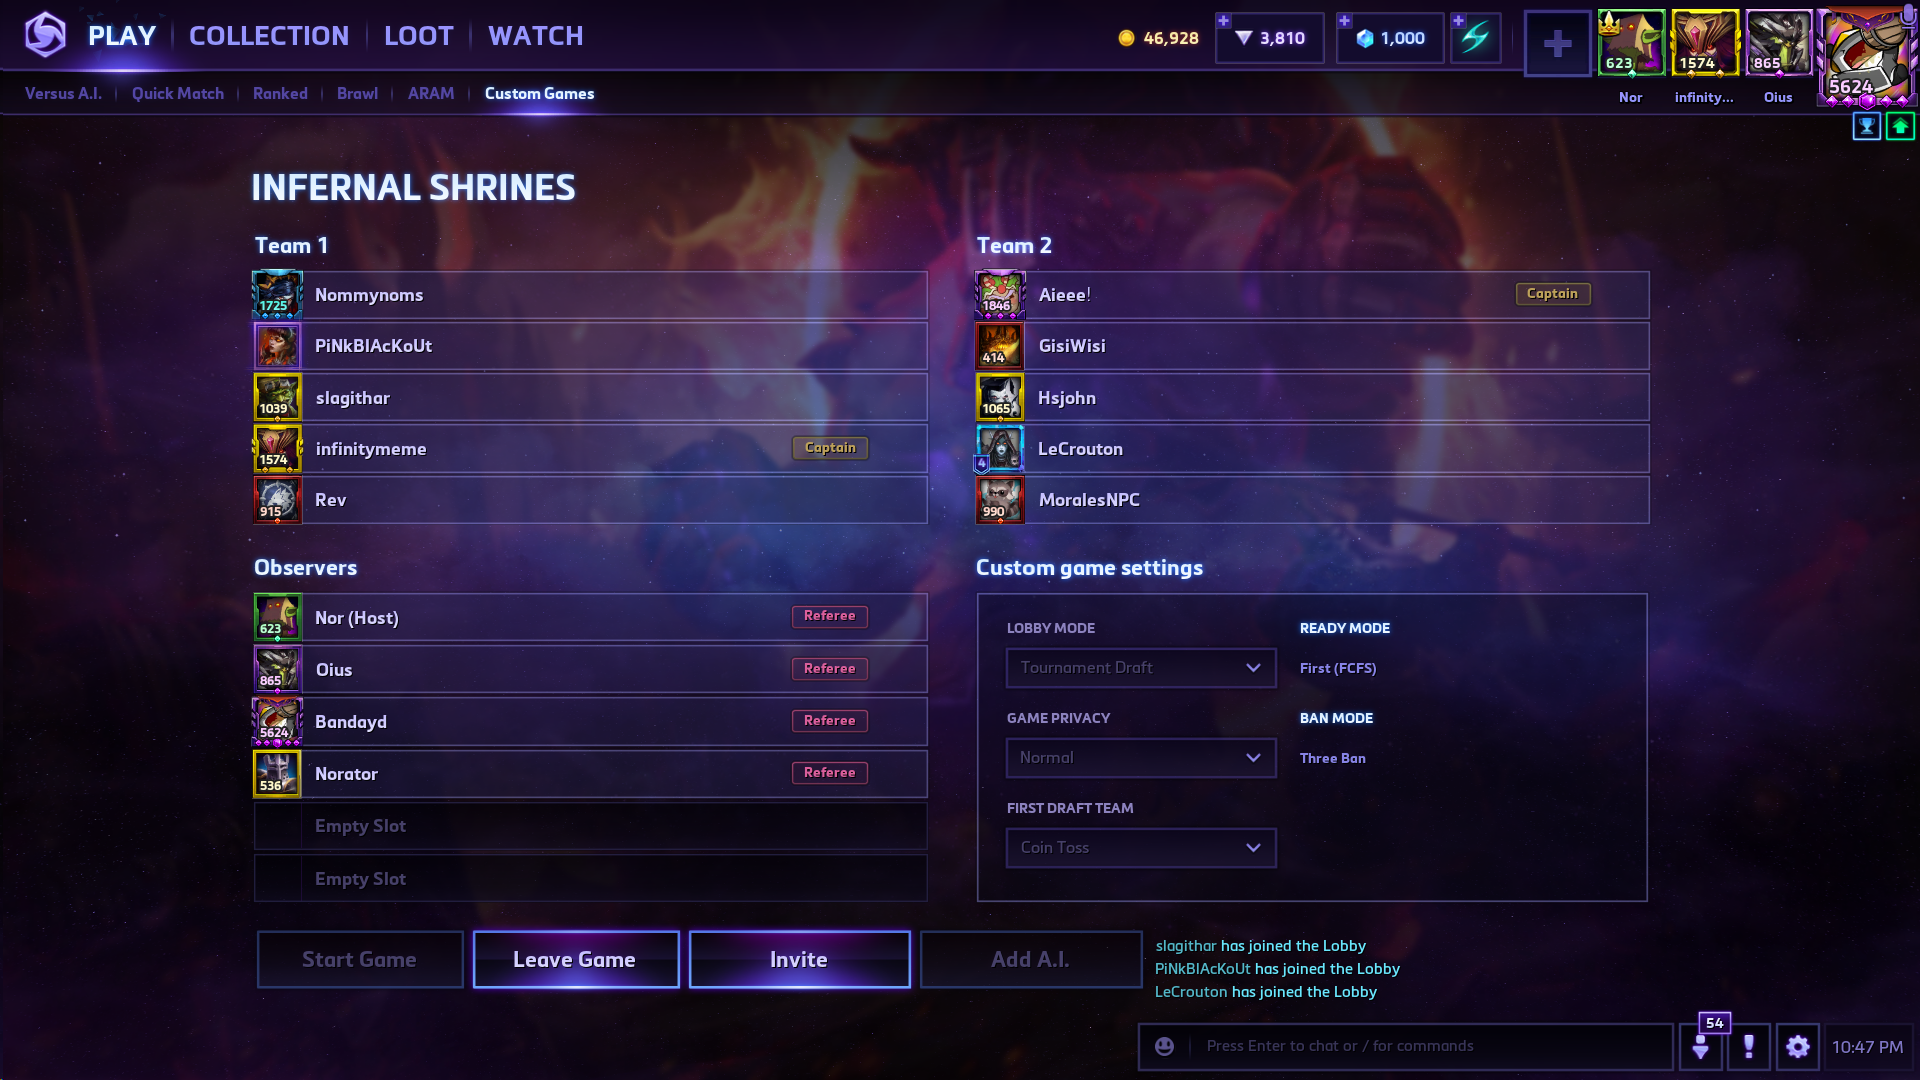 PLAY COLLECTION LOOT WATCH
46,928 3,810 1,000
623 1574 865 5624
Nor infinity... Oius
Versus A.I. Quick Match Ranked Brawl ARAM Custom Games
INFERNAL SHRINES
Team 1
1725 Nommynoms
PiNkBlAcKoUt
1039 slagithar
1574 infinitymeme Captain
915 Rev
Team 2
1846 Aieee! Captain
414 GisiWisi
1065 Hsjohn
4 LeCrouton
990 MoralesNPC
Observers
623 Nor (Host) Referee
865 Oius Referee
5624 Bandayd Referee
536 Norator Referee
Empty Slot
Empty Slot
Custom game settings
LOBBY MODE READY MODE
Tournament Draft First (FCFS)
GAME PRIVACY BAN MODE
Normal Three Ban
FIRST DRAFT TEAM
Coin Toss
Start Game Leave Game Invite Add A.I.
slagithar has joined the Lobby
PiNkBlAcKoUt has joined the Lobby
LeCrouton has joined the Lobby
Press Enter to chat or / for commands
54
10:47 PM